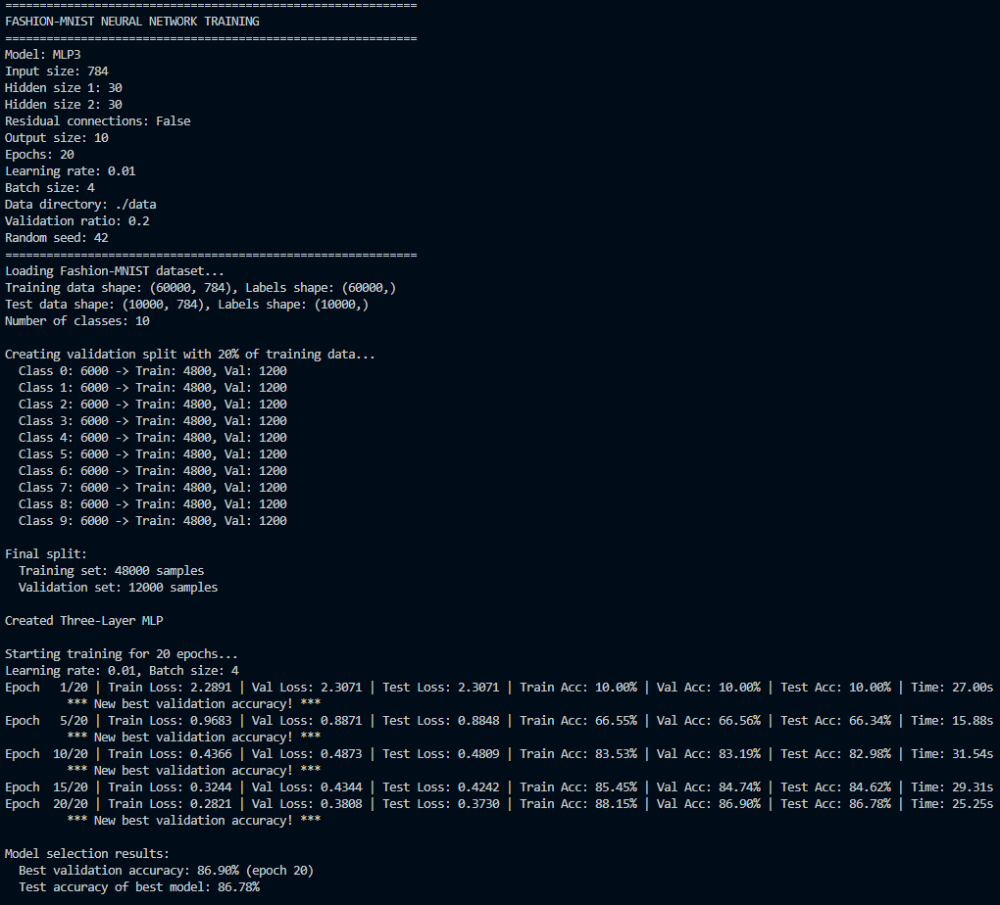 ============================================================
FASHION-MNIST NEURAL NETWORK TRAINING
============================================================
Model: MLP3
Input size: 784
Hidden size 1: 30
Hidden size 2: 30
Residual connections: False
Output size: 10
Epochs: 20
Learning rate: 0.01
Batch size: 4
Data directory: ./data
Validation ratio: 0.2
Random seed: 42
============================================================
Loading Fashion-MNIST dataset...
Training data shape: (60000, 784), Labels shape: (60000,)
Test data shape: (10000, 784), Labels shape: (10000,)
Number of classes: 10

Creating validation split with 20% of training data...
  Class 0: 6000 -> Train: 4800, Val: 1200
  Class 1: 6000 -> Train: 4800, Val: 1200
  Class 2: 6000 -> Train: 4800, Val: 1200
  Class 3: 6000 -> Train: 4800, Val: 1200
  Class 4: 6000 -> Train: 4800, Val: 1200
  Class 5: 6000 -> Train: 4800, Val: 1200
  Class 6: 6000 -> Train: 4800, Val: 1200
  Class 7: 6000 -> Train: 4800, Val: 1200
  Class 8: 6000 -> Train: 4800, Val: 1200
  Class 9: 6000 -> Train: 4800, Val: 1200

Final split:
  Training set: 48000 samples
  Validation set: 12000 samples

Created Three-Layer MLP

Starting training for 20 epochs...
Learning rate: 0.01, Batch size: 4
Epoch   1/20 | Train Loss: 2.2891 | Val Loss: 2.3071 | Test Loss: 2.3071 | Train Acc: 10.00% | Val Acc: 10.00% | Test Acc: 10.00% | Time: 27.00s
         *** New best validation accuracy! ***
Epoch   5/20 | Train Loss: 0.9683 | Val Loss: 0.8871 | Test Loss: 0.8848 | Train Acc: 66.55% | Val Acc: 66.56% | Test Acc: 66.34% | Time: 15.88s
         *** New best validation accuracy! ***
Epoch  10/20 | Train Loss: 0.4366 | Val Loss: 0.4873 | Test Loss: 0.4809 | Train Acc: 83.53% | Val Acc: 83.19% | Test Acc: 82.98% | Time: 31.54s
         *** New best validation accuracy! ***
Epoch  15/20 | Train Loss: 0.3244 | Val Loss: 0.4344 | Test Loss: 0.4242 | Train Acc: 85.45% | Val Acc: 84.74% | Test Acc: 84.62% | Time: 29.31s
Epoch  20/20 | Train Loss: 0.2821 | Val Loss: 0.3808 | Test Loss: 0.3730 | Train Acc: 88.15% | Val Acc: 86.90% | Test Acc: 86.78% | Time: 25.25s
         *** New best validation accuracy! ***

Model selection results:
  Best validation accuracy: 86.90% (epoch 20)
  Test accuracy of best model: 86.78%